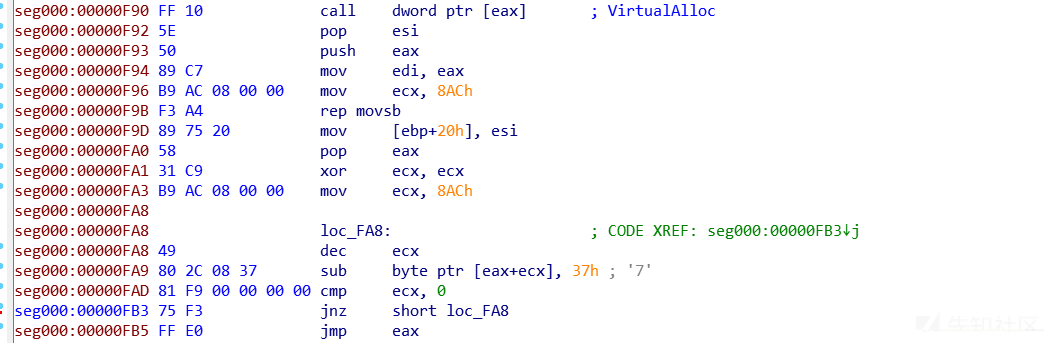 seg000:00000F90 FF 10 call dword ptr [eax] ; VirtualAlloc
seg000:00000F92 5E pop esi
seg000:00000F93 50 push eax
seg000:00000F94 89 C7 mov edi, eax
seg000:00000F96 B9 AC 08 00 00 mov ecx, 8ACh
seg000:00000F9B F3 A4 rep movsb
seg000:00000F9D 89 75 20 mov [ebp+20h], esi
seg000:00000FA0 58 pop eax
seg000:00000FA1 31 C9 xor ecx, ecx
seg000:00000FA3 B9 AC 08 00 00 mov ecx, 8ACh
seg000:00000FA8
seg000:00000FA8 loc_FA8: ; CODE XREF: seg000:00000FB3↓j
seg000:00000FA8 49 dec ecx
seg000:00000FA9 80 2C 08 37 sub byte ptr [eax+ecx], 37h ; '7'
seg000:00000FAD 81 F9 00 00 00 00 cmp ecx, 0
seg000:00000FB3 75 F3 jnz short loc_FA8
seg000:00000FB5 FF E0 jmp eax
先知社区